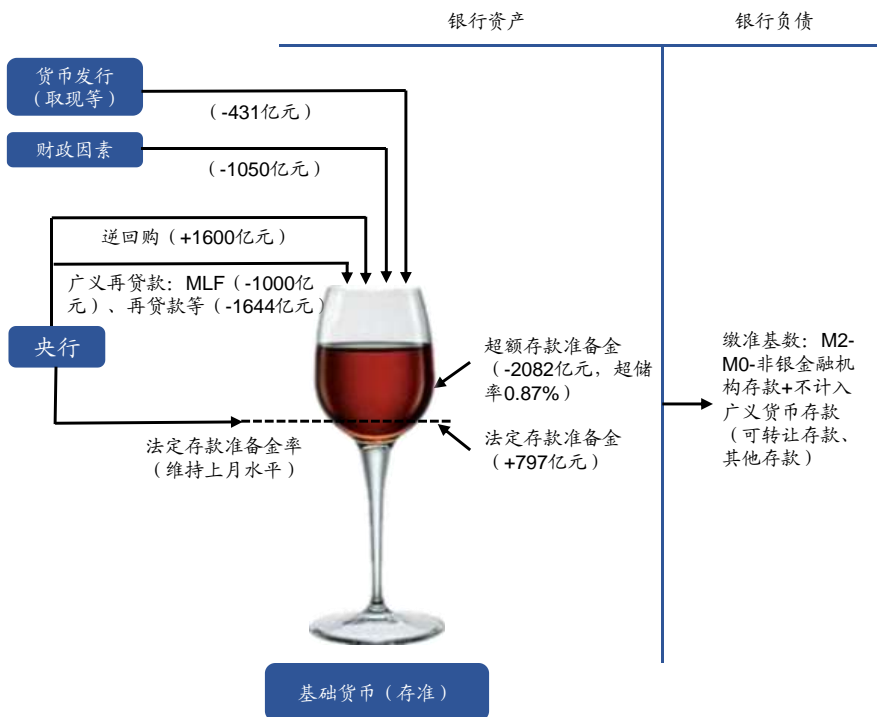 银行资产
银行负债
货币发行
（取现等）
（-431亿元）
财政因素
（-1050亿元）
逆回购（+1600亿元）
广义再贷款：MLF（-1000亿
元）、再贷款等（-1644亿元）
央行
超额存款准备金
（-2082亿元，超储
率0.87%）
法定存款准备金率
（维持上月水平）
法定存款准备金
（+797亿元）
缴准基数：M2-
M0-非银金融机
构存款+不计入
广义货币存款
（可转让存款、
其他存款）
基础货币（存准）